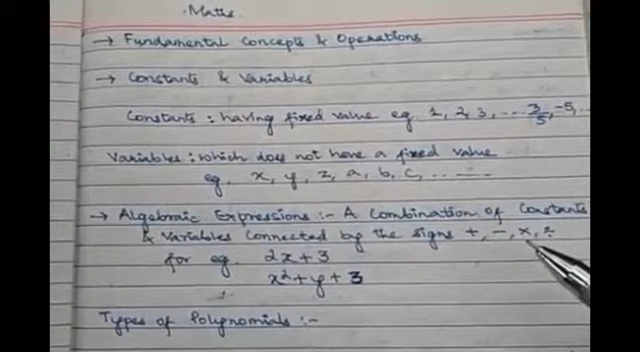 Maths
→ Fundamental Concepts & Operations
→ Constants & Variables
Constants : having fixed value eg. 1, 2, 3, ... 3/5, -5, ..
Variables : which does not have a fixed value
eg. x, y, z, a, b, c, ......
→ Algebraic Expressions :- A Combination of Constants
& Variables Connected by the signs +, -, ×, ÷
for eg. 2x + 3
x² + y + 3
Types of Polynomials :-